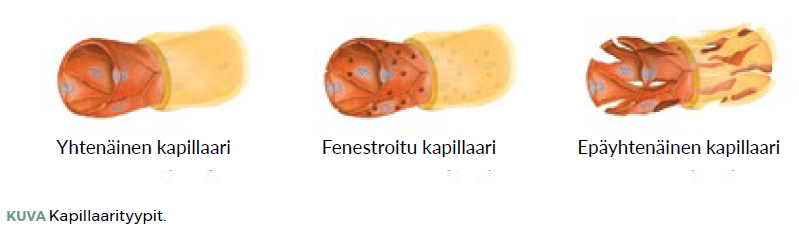 Yhtenäinen kapillaari
Fenestroitu kapillaari
Epäyhtenäinen kapillaari
KUVA Kapillaarityypit.